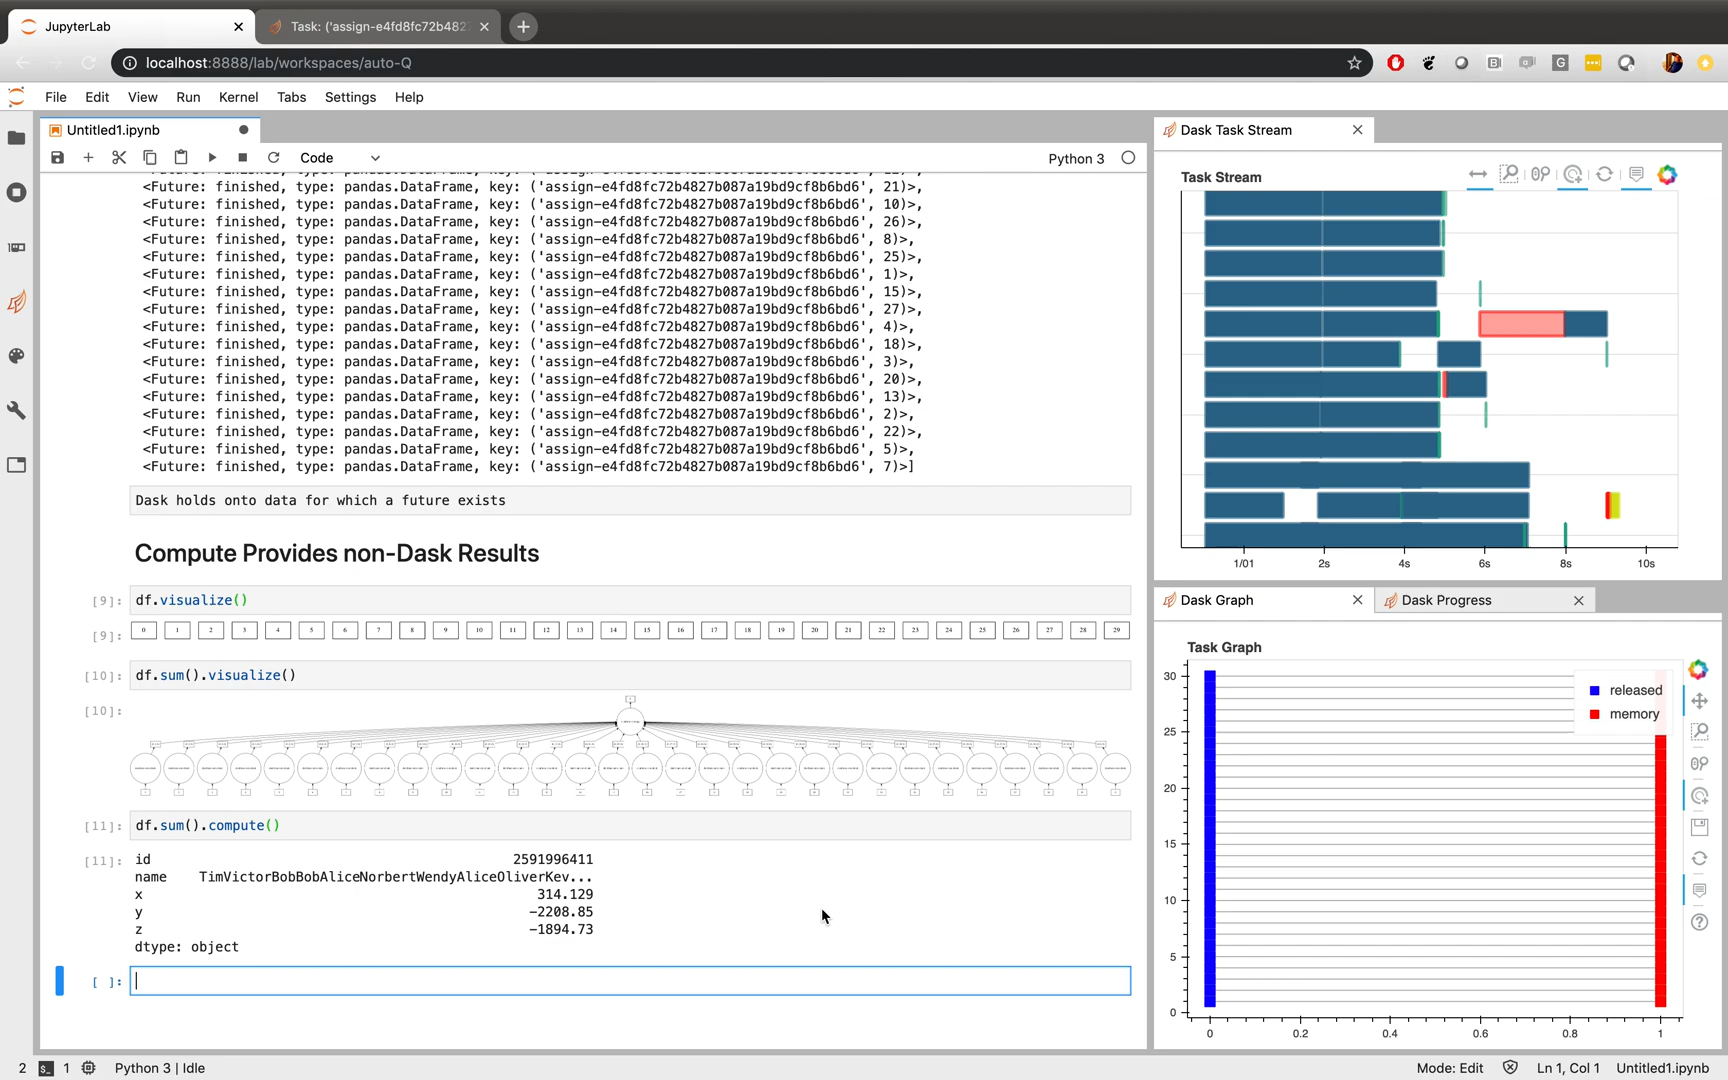 JupyterLab
Task: ('assign-e4fd8fc72b482
localhost:8888/lab/workspaces/auto-Q
File Edit View Run Kernel Tabs Settings Help
Untitled1.ipynb
Code
Python 3
<Future: finished, type: pandas.DataFrame, key: ('assign-e4fd8fc72b4827b087a19bd9cf8b6bd6', 21)>,
<Future: finished, type: pandas.DataFrame, key: ('assign-e4fd8fc72b4827b087a19bd9cf8b6bd6', 10)>,
<Future: finished, type: pandas.DataFrame, key: ('assign-e4fd8fc72b4827b087a19bd9cf8b6bd6', 26)>,
<Future: finished, type: pandas.DataFrame, key: ('assign-e4fd8fc72b4827b087a19bd9cf8b6bd6', 8)>,
<Future: finished, type: pandas.DataFrame, key: ('assign-e4fd8fc72b4827b087a19bd9cf8b6bd6', 25)>,
<Future: finished, type: pandas.DataFrame, key: ('assign-e4fd8fc72b4827b087a19bd9cf8b6bd6', 1)>,
<Future: finished, type: pandas.DataFrame, key: ('assign-e4fd8fc72b4827b087a19bd9cf8b6bd6', 15)>,
<Future: finished, type: pandas.DataFrame, key: ('assign-e4fd8fc72b4827b087a19bd9cf8b6bd6', 27)>,
<Future: finished, type: pandas.DataFrame, key: ('assign-e4fd8fc72b4827b087a19bd9cf8b6bd6', 4)>,
<Future: finished, type: pandas.DataFrame, key: ('assign-e4fd8fc72b4827b087a19bd9cf8b6bd6', 18)>,
<Future: finished, type: pandas.DataFrame, key: ('assign-e4fd8fc72b4827b087a19bd9cf8b6bd6', 3)>,
<Future: finished, type: pandas.DataFrame, key: ('assign-e4fd8fc72b4827b087a19bd9cf8b6bd6', 20)>,
<Future: finished, type: pandas.DataFrame, key: ('assign-e4fd8fc72b4827b087a19bd9cf8b6bd6', 13)>,
<Future: finished, type: pandas.DataFrame, key: ('assign-e4fd8fc72b4827b087a19bd9cf8b6bd6', 2)>,
<Future: finished, type: pandas.DataFrame, key: ('assign-e4fd8fc72b4827b087a19bd9cf8b6bd6', 22)>,
<Future: finished, type: pandas.DataFrame, key: ('assign-e4fd8fc72b4827b087a19bd9cf8b6bd6', 5)>,
<Future: finished, type: pandas.DataFrame, key: ('assign-e4fd8fc72b4827b087a19bd9cf8b6bd6', 7)>]
Dask holds onto data for which a future exists
Compute Provides non-Dask Results
[9]: df.visualize()
[9]: 0 1 2 3 4 5 6 7 8 9 10 11 12 13 14 15 16 17 18 19 20 21 22 23 24 25 26 27 28 29
[10]: df.sum().visualize()
[10]:
[11]: df.sum().compute()
[11]: id 2591996411
name TimVictorBobBobAliceNorbertWendyAliceOliverKev...
x 314.129
y -2208.85
z -1894.73
dtype: object
[ ]:
Dask Task Stream
Task Stream
1/01 2s 4s 6s 8s 10s
Dask Graph
Dask Progress
Task Graph
released
memory
30
25
20
15
10
5
0
0 0.2 0.4 0.6 0.8 1
2 1 Python 3 | Idle
Mode: Edit Ln 1, Col 1 Untitled1.ipynb